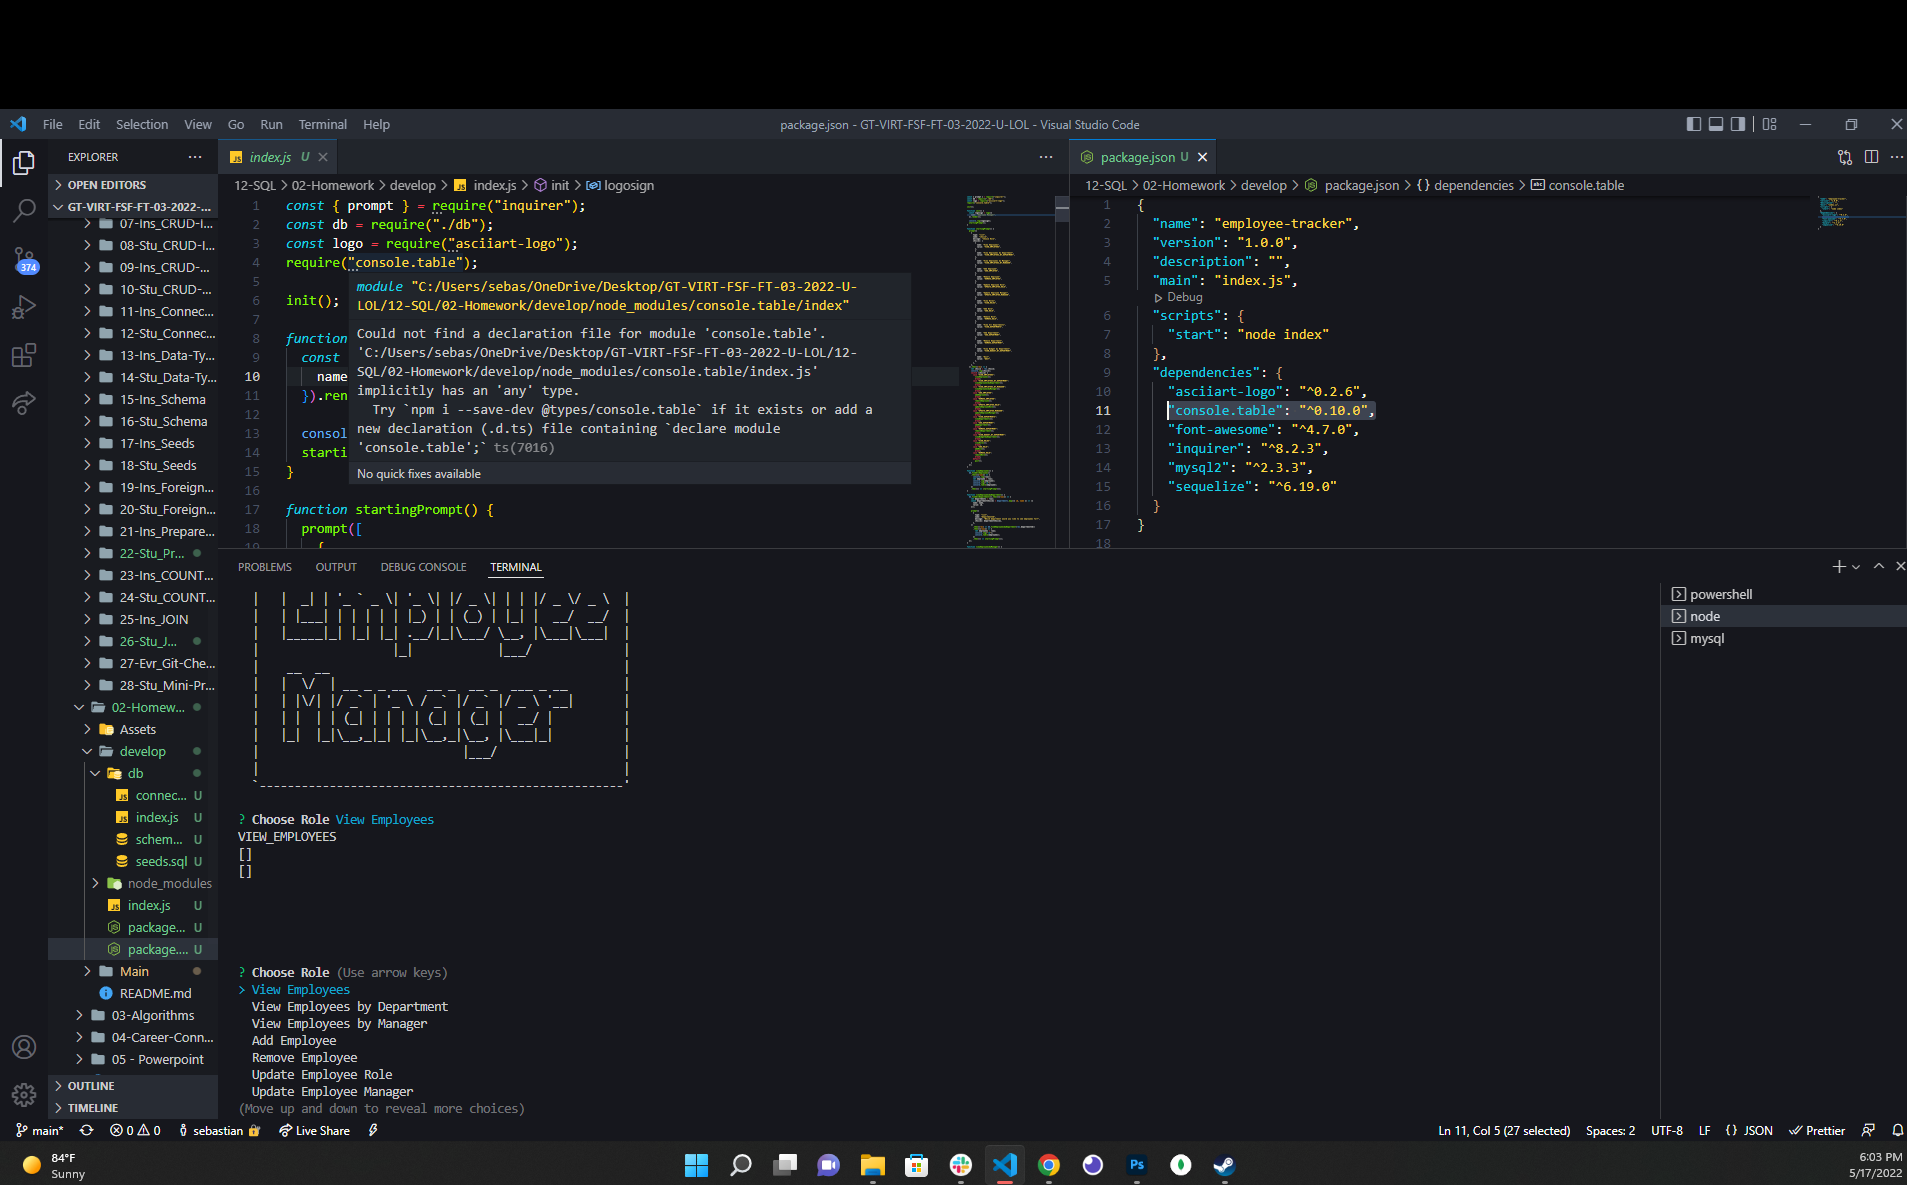 File Edit Selection View Go Run Terminal Help
package.json - GT-VIRT-FSF-FT-03-2022-U-LOL - Visual Studio Code
EXPLORER
OPEN EDITORS
GT-VIRT-FSF-FT-03-2022-...
07-Ins_CRUD-I...
08-Stu_CRUD-I...
09-Ins_CRUD-...
10-Stu_CRUD-...
11-Ins_Connec...
12-Stu_Connec...
13-Ins_Data-Ty...
14-Stu_Data-Ty...
15-Ins_Schema
16-Stu_Schema
17-Ins_Seeds
18-Stu_Seeds
19-Ins_Foreign...
20-Stu_Foreign...
21-Ins_Prepare...
22-Stu_Pr...
23-Ins_COUNT...
24-Stu_COUNT...
25-Ins_JOIN
26-Stu_J...
27-Evr_Git-Che...
28-Stu_Mini-Pr...
02-Homew...
Assets
develop
db
connec... U
index.js U
schem... U
seeds.sql U
node_modules
index.js U
package... U
package.... U
Main
README.md
03-Algorithms
04-Career-Conn...
05 - Powerpoint
OUTLINE
TIMELINE
374
index.js U
12-SQL > 02-Homework > develop > index.js > init > logosign
1 const { prompt } = require("inquirer");
2 const db = require("./db");
3 const logo = require("asciiart-logo");
4 require("console.table");
5
6 init();
7
8 function
9 const
10 name
11 }).ren
12
13 consol
14 starti
15 }
16
17 function startingPrompt() {
18 prompt([
19 {
module "C:/Users/sebas/OneDrive/Desktop/GT-VIRT-FSF-FT-03-2022-U-
LOL/12-SQL/02-Homework/develop/node_modules/console.table/index"
Could not find a declaration file for module 'console.table'.
'C:/Users/sebas/OneDrive/Desktop/GT-VIRT-FSF-FT-03-2022-U-LOL/12-
SQL/02-Homework/develop/node_modules/console.table/index.js'
implicitly has an 'any' type.
Try `npm i --save-dev @types/console.table` if it exists or add a
new declaration (.d.ts) file containing `declare module
'console.table';` ts(7016)
No quick fixes available
package.json U
12-SQL > 02-Homework > develop > package.json > { } dependencies > console.table
1 {
2 "name": "employee-tracker",
3 "version": "1.0.0",
4 "description": "",
5 "main": "index.js",
Debug
6 "scripts": {
7 "start": "node index"
8 },
9 "dependencies": {
10 "asciiart-logo": "^0.2.6",
11 "console.table": "^0.10.0",
12 "font-awesome": "^4.7.0",
13 "inquirer": "^8.2.3",
14 "mysql2": "^2.3.3",
15 "sequelize": "^6.19.0"
16 }
17 }
18
PROBLEMS OUTPUT DEBUG CONSOLE TERMINAL
Employee
Manager
? Choose Role View Employees
VIEW_EMPLOYEES
[]
[]
? Choose Role (Use arrow keys)
> View Employees
View Employees by Department
View Employees by Manager
Add Employee
Remove Employee
Update Employee Role
Update Employee Manager
(Move up and down to reveal more choices)
powershell
node
mysql
main* 0 0 sebastian Live Share
Ln 11, Col 5 (27 selected) Spaces: 2 UTF-8 LF { } JSON Prettier
84°F
Sunny
Ps
6:03 PM
5/17/2022